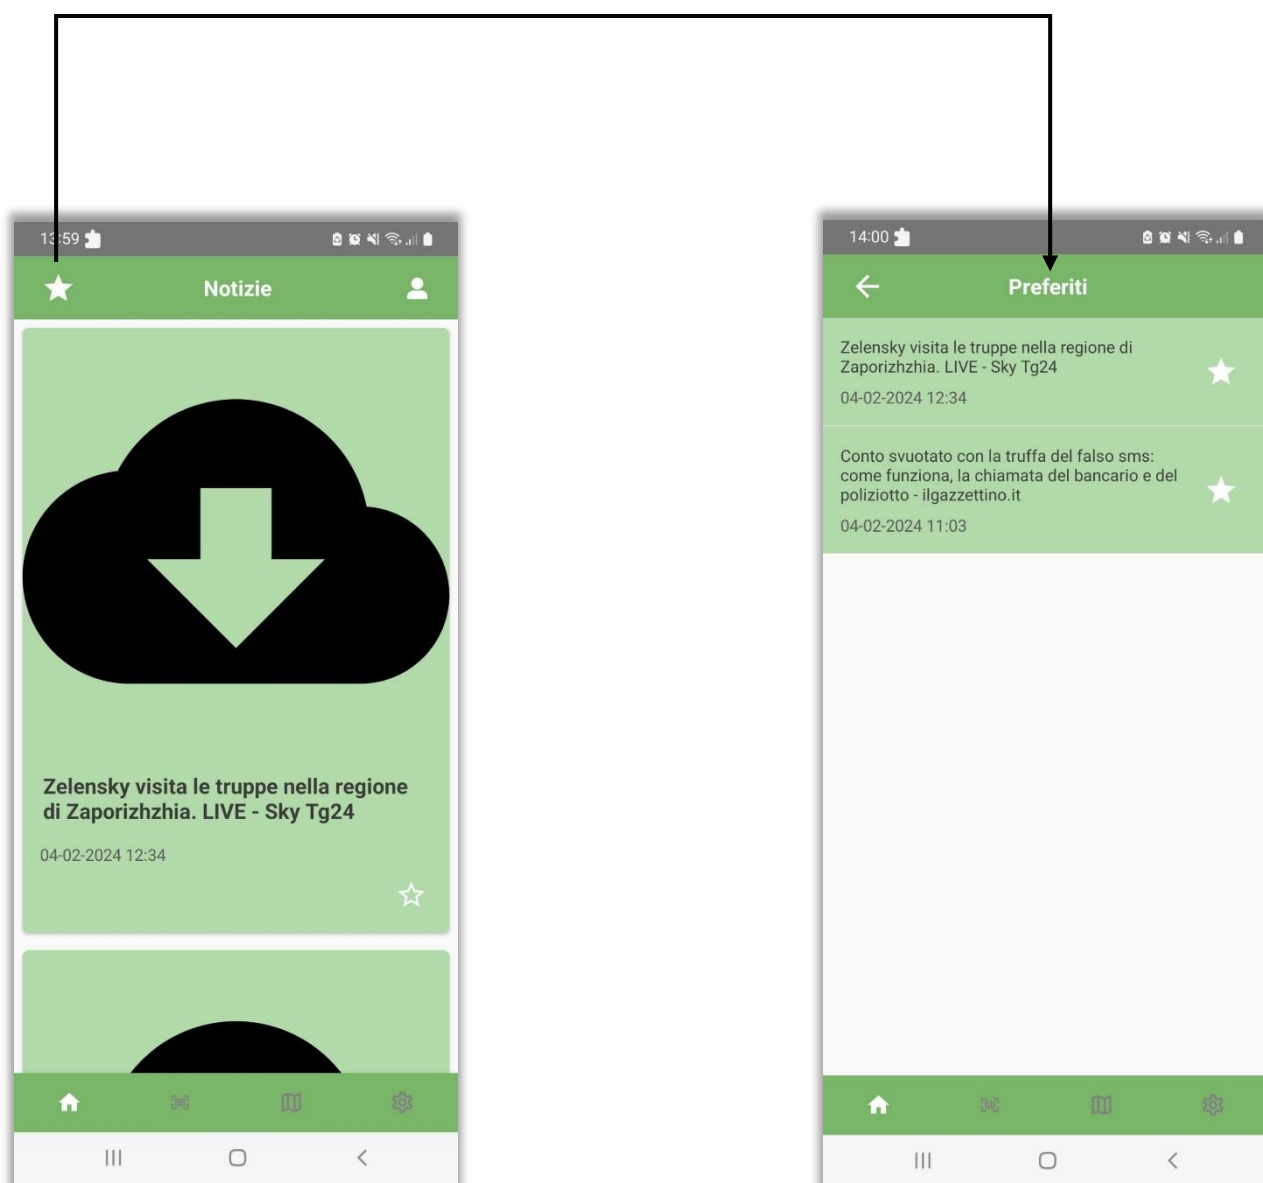 13:59
Notizie
Zelensky visita le truppe nella regione
di Zaporizhzhia. LIVE - Sky Tg24
04-02-2024 12:34
14:00
Preferiti
Zelensky visita le truppe nella regione di
Zaporizhzhia. LIVE - Sky Tg24
04-02-2024 12:34
Conto svuotato con la truffa del falso sms:
come funziona, la chiamata del bancario e del
poliziotto - ilgazzettino.it
04-02-2024 11:03